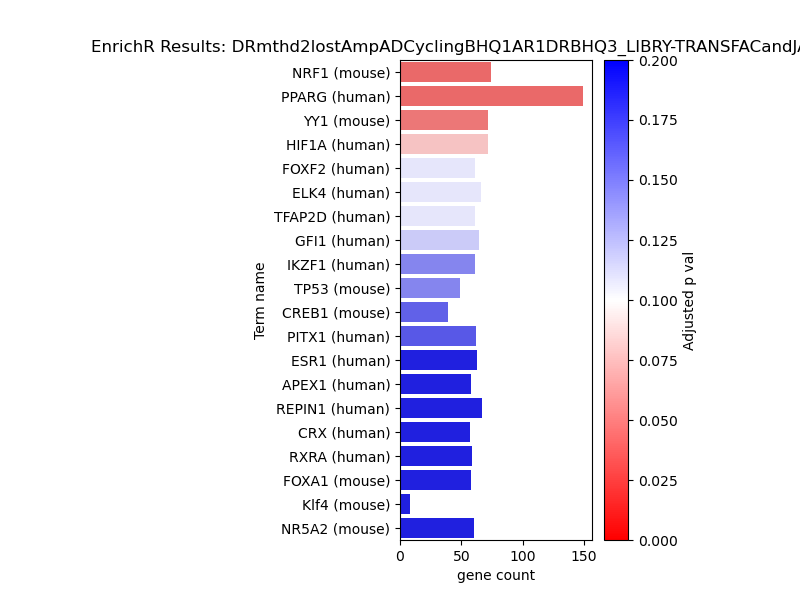 EnrichR Results: DRmthd2lostAmpADCyclingBHQ1AR1DRBHQ3_LIBRY-TRANSFACandJA
NRF1 (mouse)
PPARG (human)
YY1 (mouse)
HIF1A (human)
FOXF2 (human)
ELK4 (human)
TFAP2D (human)
GFI1 (human)
IKZF1 (human)
TP53 (mouse)
CREB1 (mouse)
PITX1 (human)
ESR1 (human)
APEX1 (human)
REPIN1 (human)
CRX (human)
RXRA (human)
FOXA1 (mouse)
Klf4 (mouse)
NR5A2 (mouse)
Term name
0 50 100 150
gene count
0.200
0.175
0.150
0.125
0.100
0.075
0.050
0.025
0.000
Adjusted p val